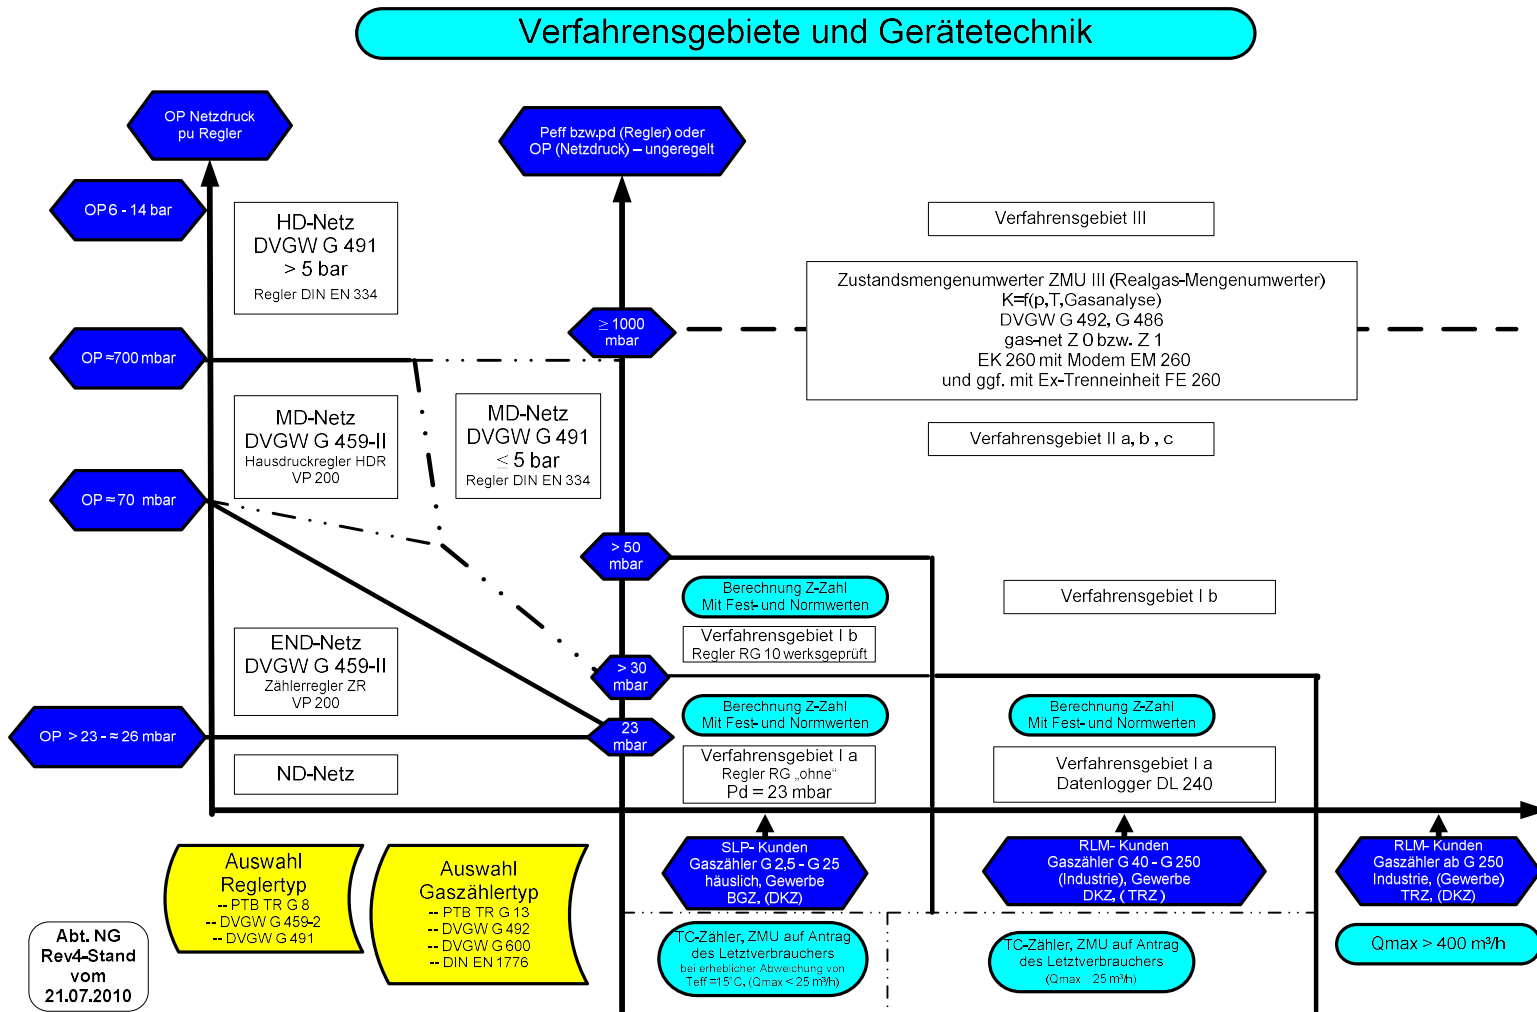 Verfahrensgebiete und Gerätetechnik
OP Netzdruck
pu Regler
Peff bzw.pd (Regler) oder
OP (Netzdruck) – ungeregelt
OP 6 - 14 bar
HD-Netz
DVGW G 491
> 5 bar
Regler DIN EN 334
Verfahrensgebiet III
Zustandsmengenumwerter ZMU III (Realgas-Mengenumwerter)
K=f(p,T,Gasanalyse)
DVGW G 492, G 486
gas-net Z 0 bzw. Z 1
EK 260 mit Modem EM 260
und ggf. mit Ex-Trenneinheit FE 260
≥ 1000
mbar
OP ≈700 mbar
MD-Netz
DVGW G 459-II
Hausdruckregler HDR
VP 200
MD-Netz
DVGW G 491
≤ 5 bar
Regler DIN EN 334
Verfahrensgebiet II a, b , c
OP ≈ 70 mbar
> 50
mbar
Berechnung Z-Zahl
Mit Fest- und Normwerten
Verfahrensgebiet I b
Verfahrensgebiet I b
Regler RG 10 werksgeprüft
END-Netz
DVGW G 459-II
Zählerregler ZR
VP 200
> 30
mbar
Berechnung Z-Zahl
Mit Fest- und Normwerten
Berechnung Z-Zahl
Mit Fest- und Normwerten
OP > 23 - ≈ 26 mbar
23
mbar
Verfahrensgebiet I a
Regler RG „ohne“
Pd = 23 mbar
Verfahrensgebiet I a
Datenlogger DL 240
ND-Netz
SLP- Kunden
Gaszähler G 2,5 - G 25
häuslich, Gewerbe
BGZ, (DKZ)
RLM- Kunden
Gaszähler G 40 - G 250
(Industrie), Gewerbe
DKZ, ( TRZ )
RLM- Kunden
Gaszähler ab G 250
Industrie, (Gewerbe)
TRZ, (DKZ)
Auswahl
Reglertyp
-- PTB TR G 8
-- DVGW G 459-2
-- DVGW G 491
Auswahl
Gaszählertyp
-- PTB TR G 13
-- DVGW G 492
-- DVGW G 600
-- DIN EN 1776
Abt. NG
Rev4-Stand
vom
21.07.2010
TC-Zähler, ZMU auf Antrag
des Letztverbrauchers
bei erheblicher Abweichung von
Teff =15°C, (Qmax < 25 m³/h)
TC-Zähler, ZMU auf Antrag
des Letztverbrauchers
(Qmax 25 m³/h)
Qmax > 400 m³/h